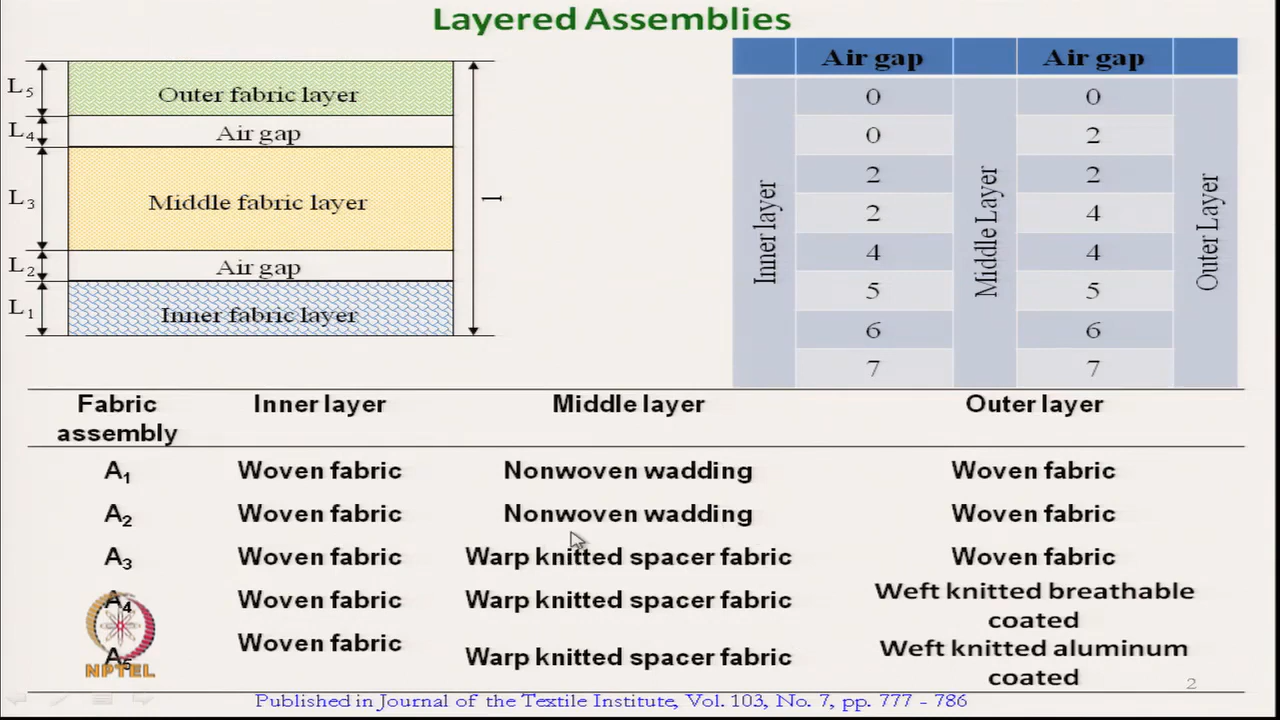 Layered Assemblies
L5
L4
L3
L2
L1
Outer fabric layer
Air gap
Middle fabric layer
Air gap
Inner fabric layer
l
Air gap Air gap
Inner layer
Middle Layer
Outer Layer
0 0
0 2
2 2
2 4
4 4
5 5
6 6
7 7
Fabric assembly Inner layer Middle layer Outer layer
A1 Woven fabric Nonwoven wadding Woven fabric
A2 Woven fabric Nonwoven wadding Woven fabric
A3 Woven fabric Warp knitted spacer fabric Woven fabric
A4 Woven fabric Warp knitted spacer fabric Weft knitted breathable coated
A5 Woven fabric Warp knitted spacer fabric Weft knitted aluminum coated
NPTEL
2
Published in Journal of the Textile Institute, Vol. 103, No. 7, pp. 777 - 786